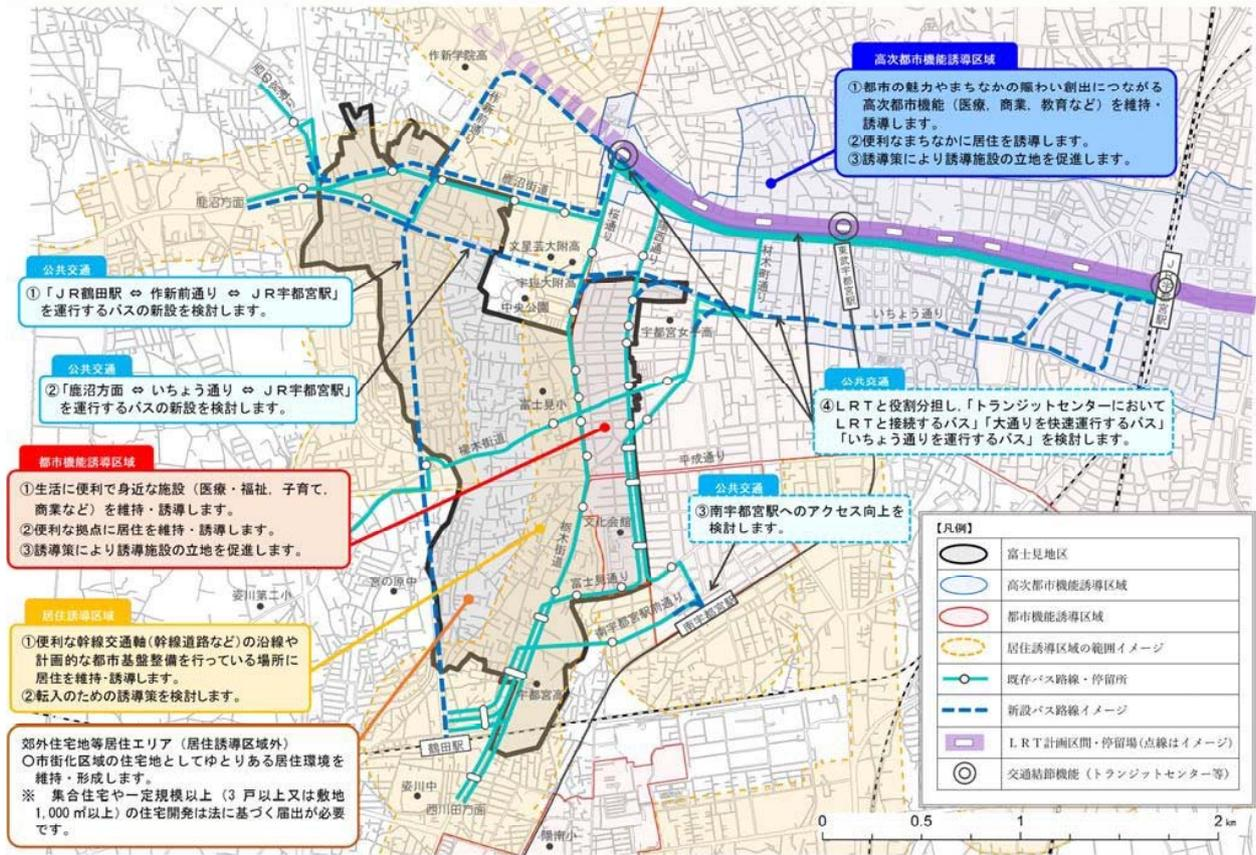 作新学院高
作新前通り
鹿沼街道
鹿沼方面
桜通り
文星芸大附高
宇短大附高
中央公園
宇都宮女子高
材木街通り
東武宇都宮駅
いちょう通り
高次都市機能誘導区域
①都市の魅力やまちなかの賑わい創出につながる
高次都市機能（医療，商業，教育など）を維持・
誘導します。
②便利なまちなかに居住を誘導します。
③誘導策により誘導施設の立地を促進します。
公共交通
①「ＪＲ鶴田駅 ⇔ 作新前通り ⇔ ＪＲ宇都宮駅」
を運行するバスの新設を検討します。
公共交通
②「鹿沼方面 ⇔ いちょう通り ⇔ ＪＲ宇都宮駅」
を運行するバスの新設を検討します。
公共交通
④ＬＲＴと役割分担し，「トランジットセンターにおいて
ＬＲＴと接続するバス」「大通りを快速運行するバス」
「いちょう通りを運行するバス」を検討します。
富士見小
平成通り
都市機能誘導区域
①生活に便利で身近な施設（医療・福祉，子育て，
商業など）を維持・誘導します。
②便利な拠点に居住を維持・誘導します。
③誘導策により誘導施設の立地を促進します。
公共交通
③南宇都宮駅へのアクセス向上を
検討します。
文化会館
栃木街道
富士見通り
宮の原中
姿川第二小
南宇都宮駅前通り
南宇都宮駅
居住誘導区域
①便利な幹線交通軸(幹線道路など)の沿線や
計画的な都市基盤整備を行っている場所に
居住を維持・誘導します。
②転入のための誘導策を検討します。
宇都宮高
鶴田駅
郊外住宅地等居住エリア（居住誘導区域外）
○市街化区域の住宅地としてゆとりある居住環境を
維持・形成します。
※　集合住宅や一定規模以上（3 戸以上又は敷地
1,000 ㎡以上）の住宅開発は法に基づく届出が必要
です。
姿川中
西川田方面
陽南小
【凡例】
富士見地区
高次都市機能誘導区域
都市機能誘導区域
居住誘導区域の範囲イメージ
既存バス路線・停留所
新設バス路線イメージ
ＬＲＴ計画区間・停留場(点線はイメージ)
交通結節機能（トランジットセンター等）
0 0.5 1 2 km